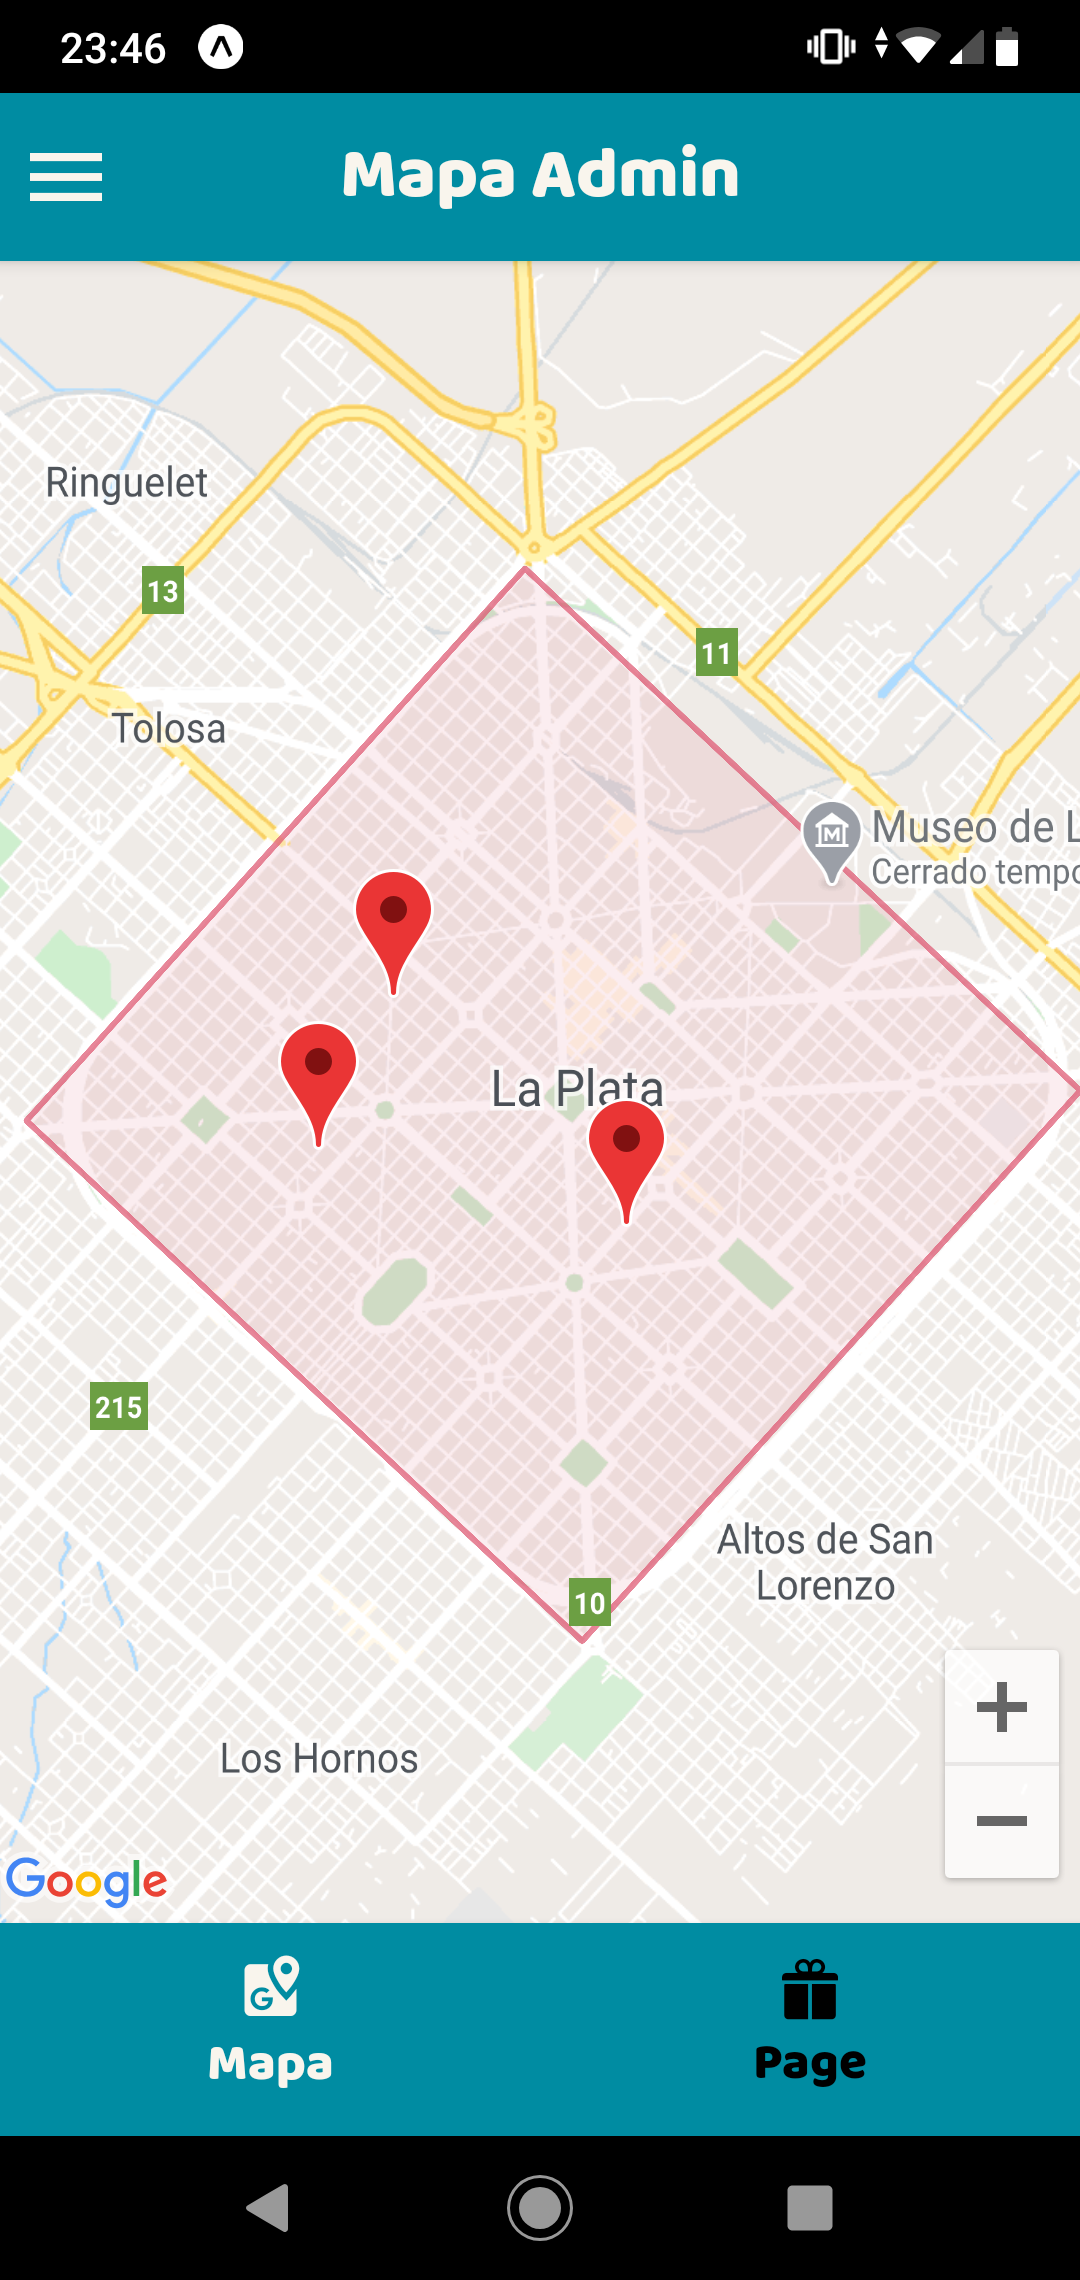 23:46
Mapa Admin
Ringuelet
13
11
Tolosa
Museo de L
Cerrado tempo
La Plata
215
10
Altos de San
Lorenzo
Los Hornos
Google
Mapa
Page